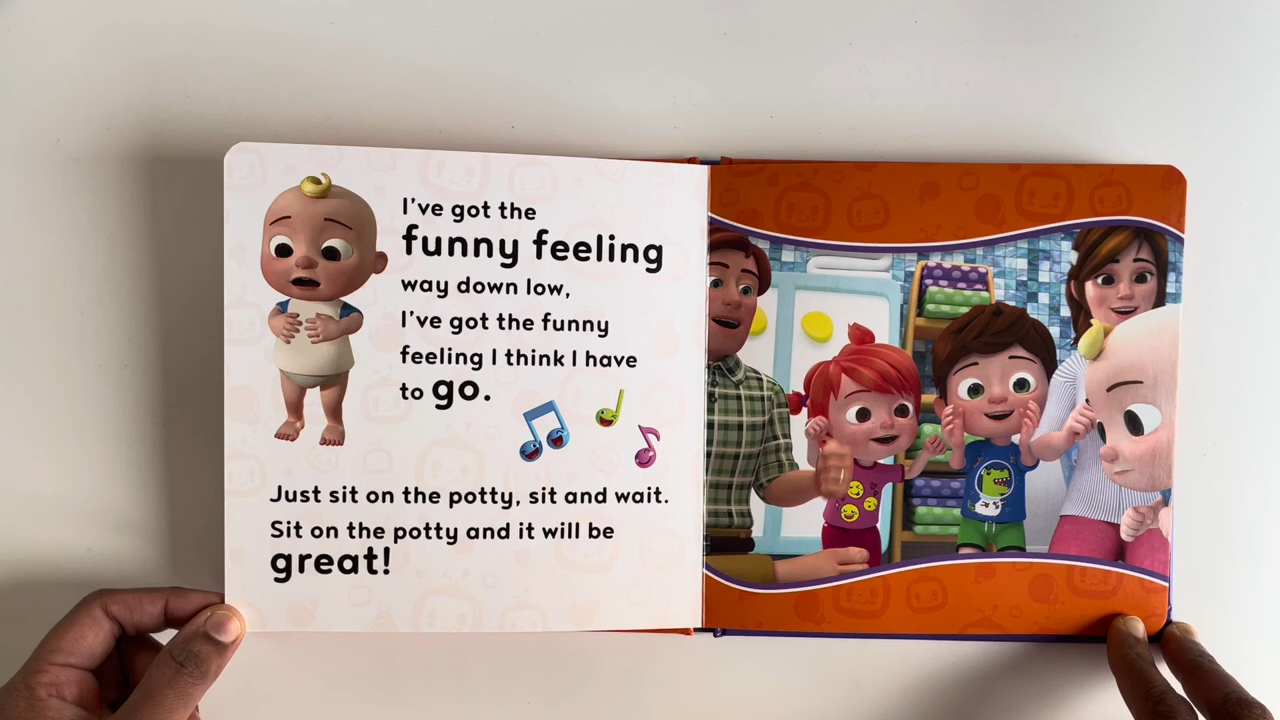 I've got the
funny feeling
way down low,
I've got the funny
feeling I think I have
to go.
Just sit on the potty, sit and wait.
Sit on the potty and it will be
great!